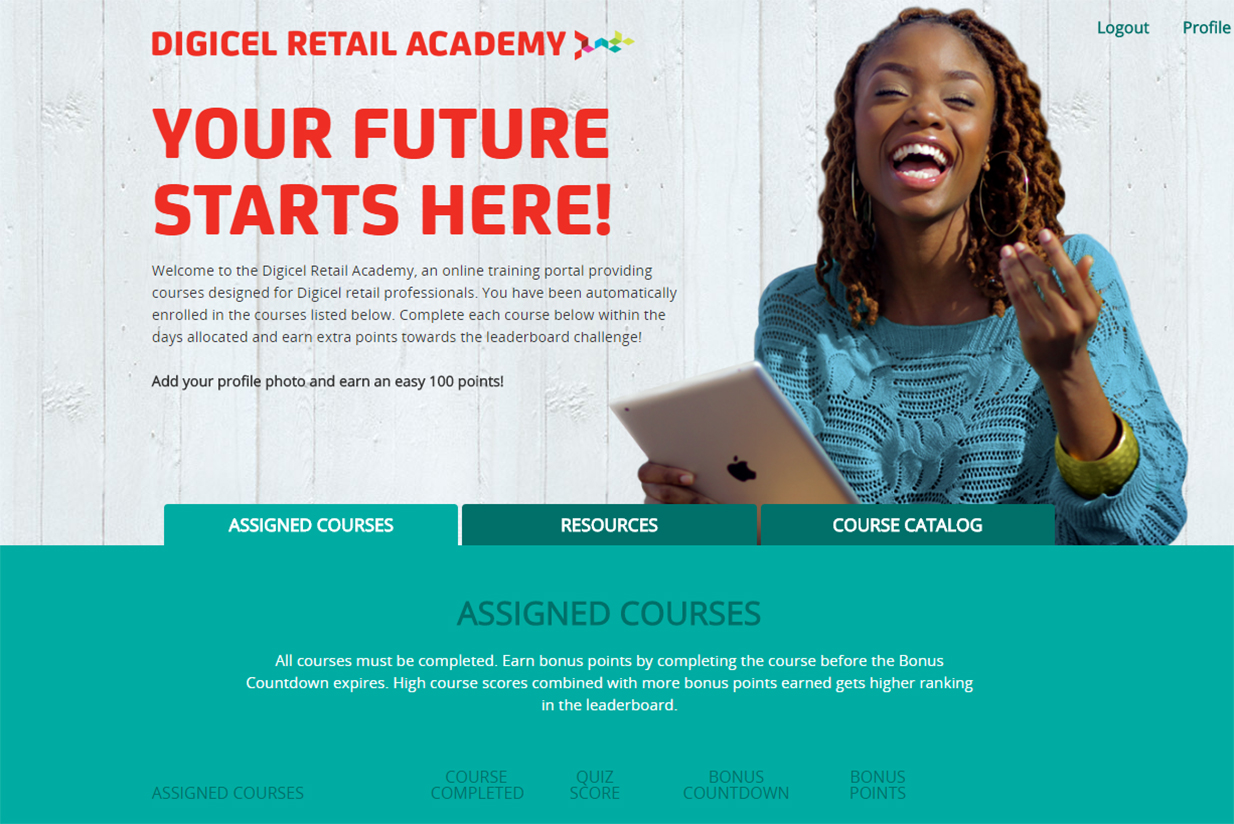 DIGICEL RETAIL ACADEMY
Logout Profile
YOUR FUTURE
STARTS HERE!
Welcome to the Digicel Retail Academy, an online training portal providing
courses designed for Digicel retail professionals. You have been automatically
enrolled in the courses listed below. Complete each course below within the
days allocated and earn extra points towards the leaderboard challenge!
Add your profile photo and earn an easy 100 points!
ASSIGNED COURSES RESOURCES COURSE CATALOG
ASSIGNED COURSES
All courses must be completed. Earn bonus points by completing the course before the Bonus
Countdown expires. High course scores combined with more bonus points earned gets higher ranking
in the leaderboard.
COURSE QUIZ BONUS BONUS
ASSIGNED COURSES COMPLETED SCORE COUNTDOWN POINTS